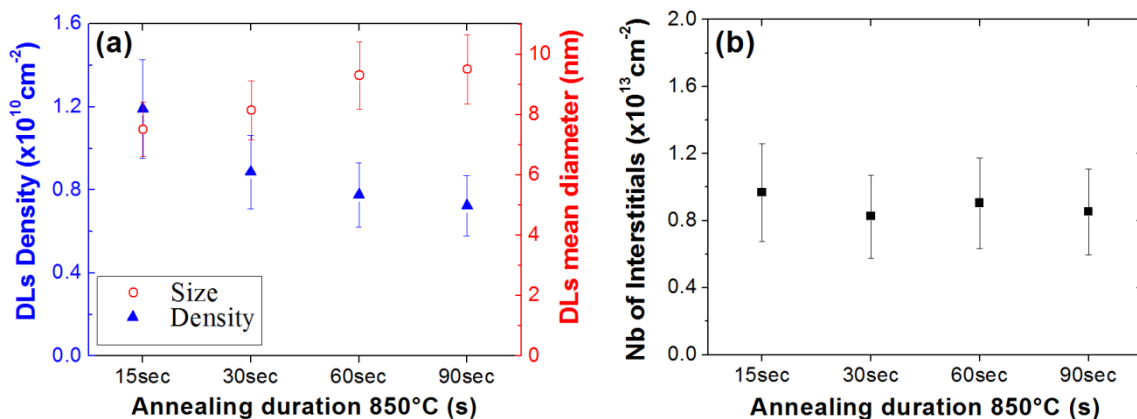 (a)
DLs Density (x10¹⁰cm⁻²)
1.6
1.2
0.8
0.4
0.0
Size
Density
10
8
6
4
2
0
DLs mean diameter (nm)
15sec 30sec 60sec 90sec
Annealing duration 850°C (s)
(b)
Nb of Interstitials (x10¹³cm⁻²)
2.0
1.6
1.2
0.8
0.4
0.0
15sec 30sec 60sec 90sec
Annealing duration 850°C (s)